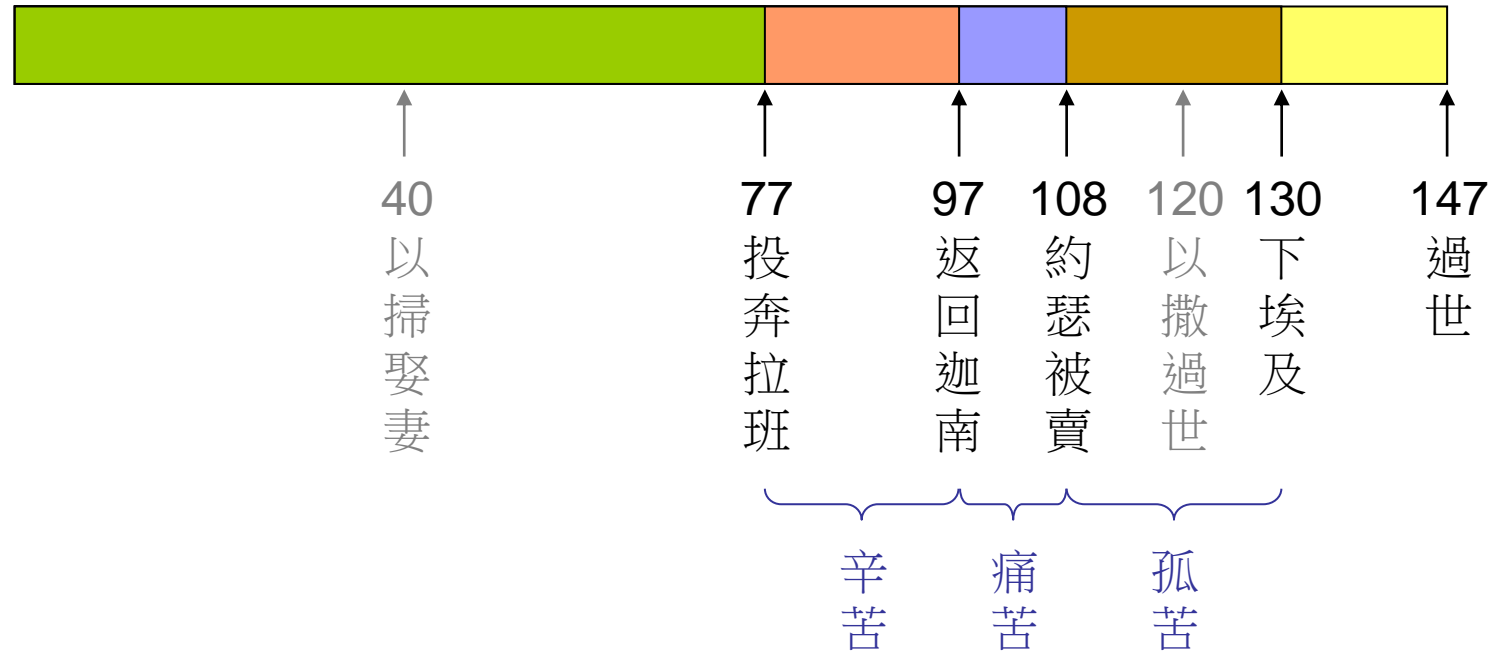 40
以掃娶妻
77
投奔拉班
97
返回迦南
108
約瑟被賣
120
以撒過世
130
下埃及
147
過世
辛苦
痛苦
孤苦